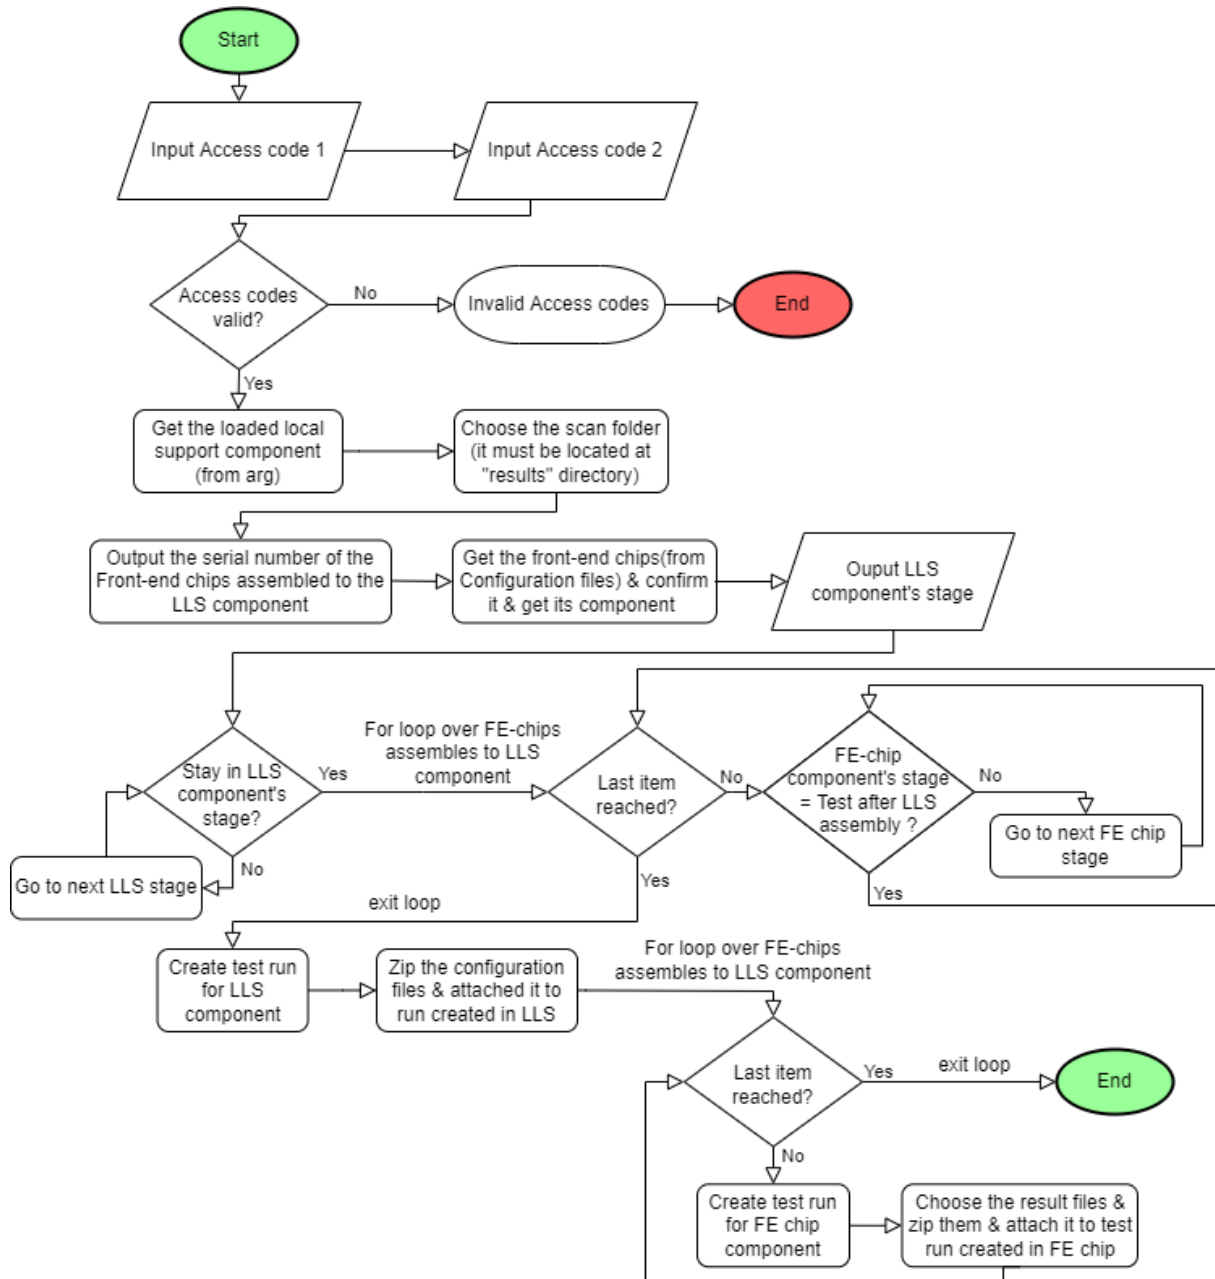 Start
Input Access code 1
Input Access code 2
Access codes
valid?
No
Invalid Access codes
End
Yes
Get the loaded local
support component
(from arg)
Choose the scan folder
(it must be located at
"results" directory)
Output the serial number of the
Front-end chips assembled to the
LLS component
Get the front-end chips(from
Configuration files) & confirm
it & get its component
Ouput LLS
component's stage
Stay in LLS
component's
stage?
Yes
No
Go to next LLS stage
For loop over FE-chips
assembles to LLS
component
Last item
reached?
No
FE-chip
component's stage
= Test after LLS
assembly ?
No
Go to next FE chip
stage
Yes
Yes
exit loop
Create test run
for LLS
component
Zip the configuration
files & attached it to
run created in LLS
For loop over FE-chips
assembles to LLS component
Last item
reached?
Yes
exit loop
End
No
Create test run
for FE chip
component
Choose the result files &
zip them & attach it to test
run created in FE chip